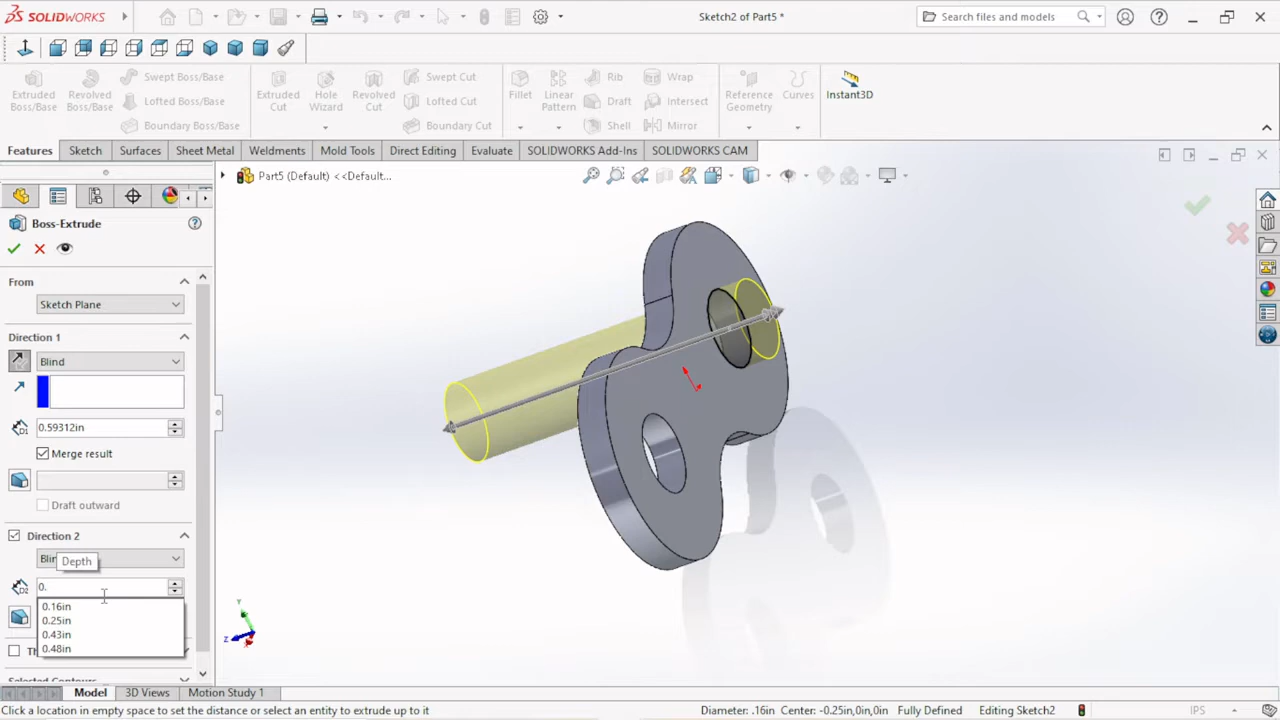 SOLIDWORKS
Sketch2 of Part5 *
Search files and models
Extruded Boss/Base
Revolved Boss/Base
Swept Boss/Base
Lofted Boss/Base
Boundary Boss/Base
Extruded Cut
Hole Wizard
Revolved Cut
Swept Cut
Lofted Cut
Boundary Cut
Fillet
Linear Pattern
Rib
Draft
Shell
Wrap
Intersect
Mirror
Reference Geometry
Curves
Instant3D
Features
Sketch
Surfaces
Sheet Metal
Weldments
Mold Tools
Direct Editing
Evaluate
SOLIDWORKS Add-Ins
SOLIDWORKS CAM
Part5 (Default) <<Default...
Boss-Extrude
From
Sketch Plane
Direction 1
Blind
D1
0.59312in
Merge result
Draft outward
Direction 2
Blin
Depth
D2
0.
0.16in
0.25in
0.43in
0.48in
Th
Selected Contours
Y
Z
Model
3D Views
Motion Study 1
Click a location in empty space to set the distance or select an entity to extrude up to it
Diameter: .16in Center: -0.25in,0in,0in
Fully Defined
Editing Sketch2
IPS